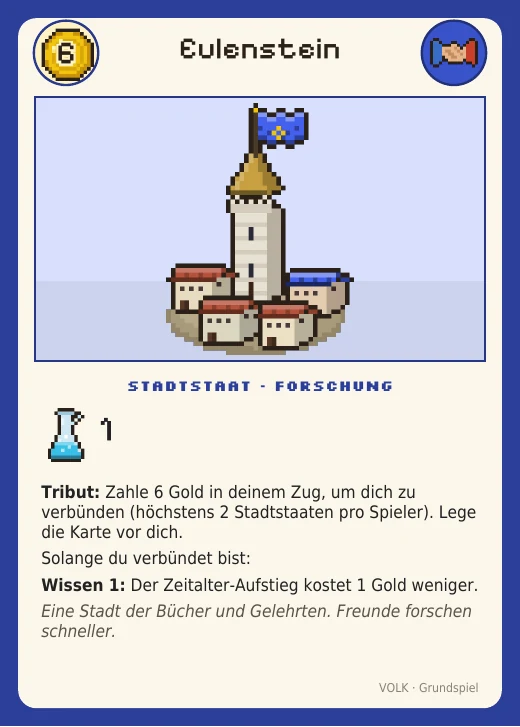 6
Eulenstein
STADTSTAAT - FORSCHUNG
1
Tribut: Zahle 6 Gold in deinem Zug, um dich zu
verbünden (höchstens 2 Stadtstaaten pro Spieler). Lege
die Karte vor dich.
Solange du verbündet bist:
Wissen 1: Der Zeitalter-Aufstieg kostet 1 Gold weniger.
Eine Stadt der Bücher und Gelehrten. Freunde forschen
schneller.
VOLK · Grundspiel